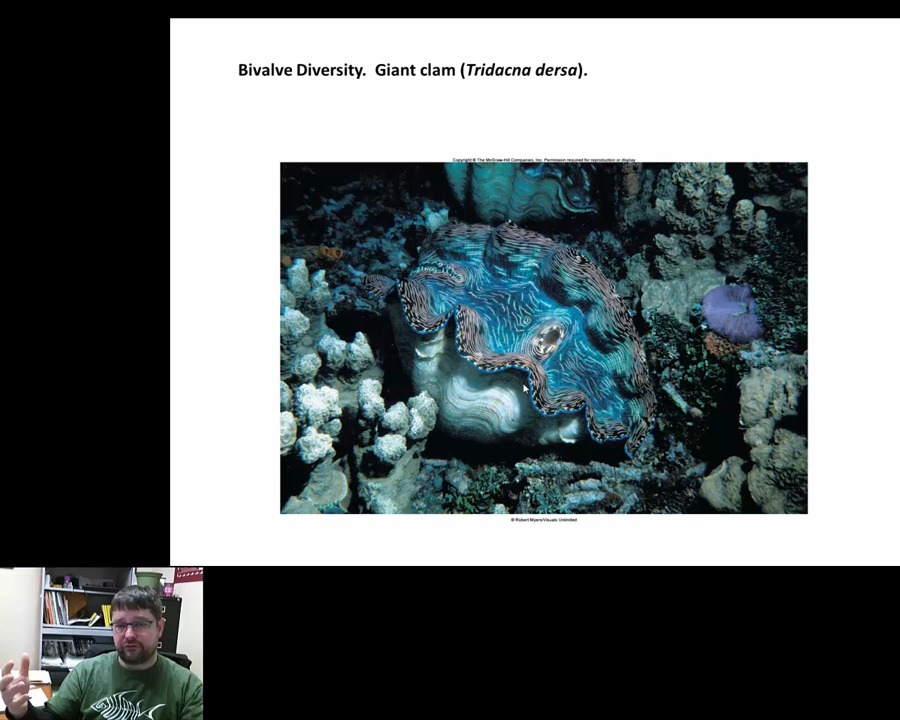 Bivalve Diversity.  Giant clam (Tridacna dersa).
Copyright © The McGraw-Hill Companies, Inc. Permission required for reproduction or display
© Robert Myers/Visuals Unlimited